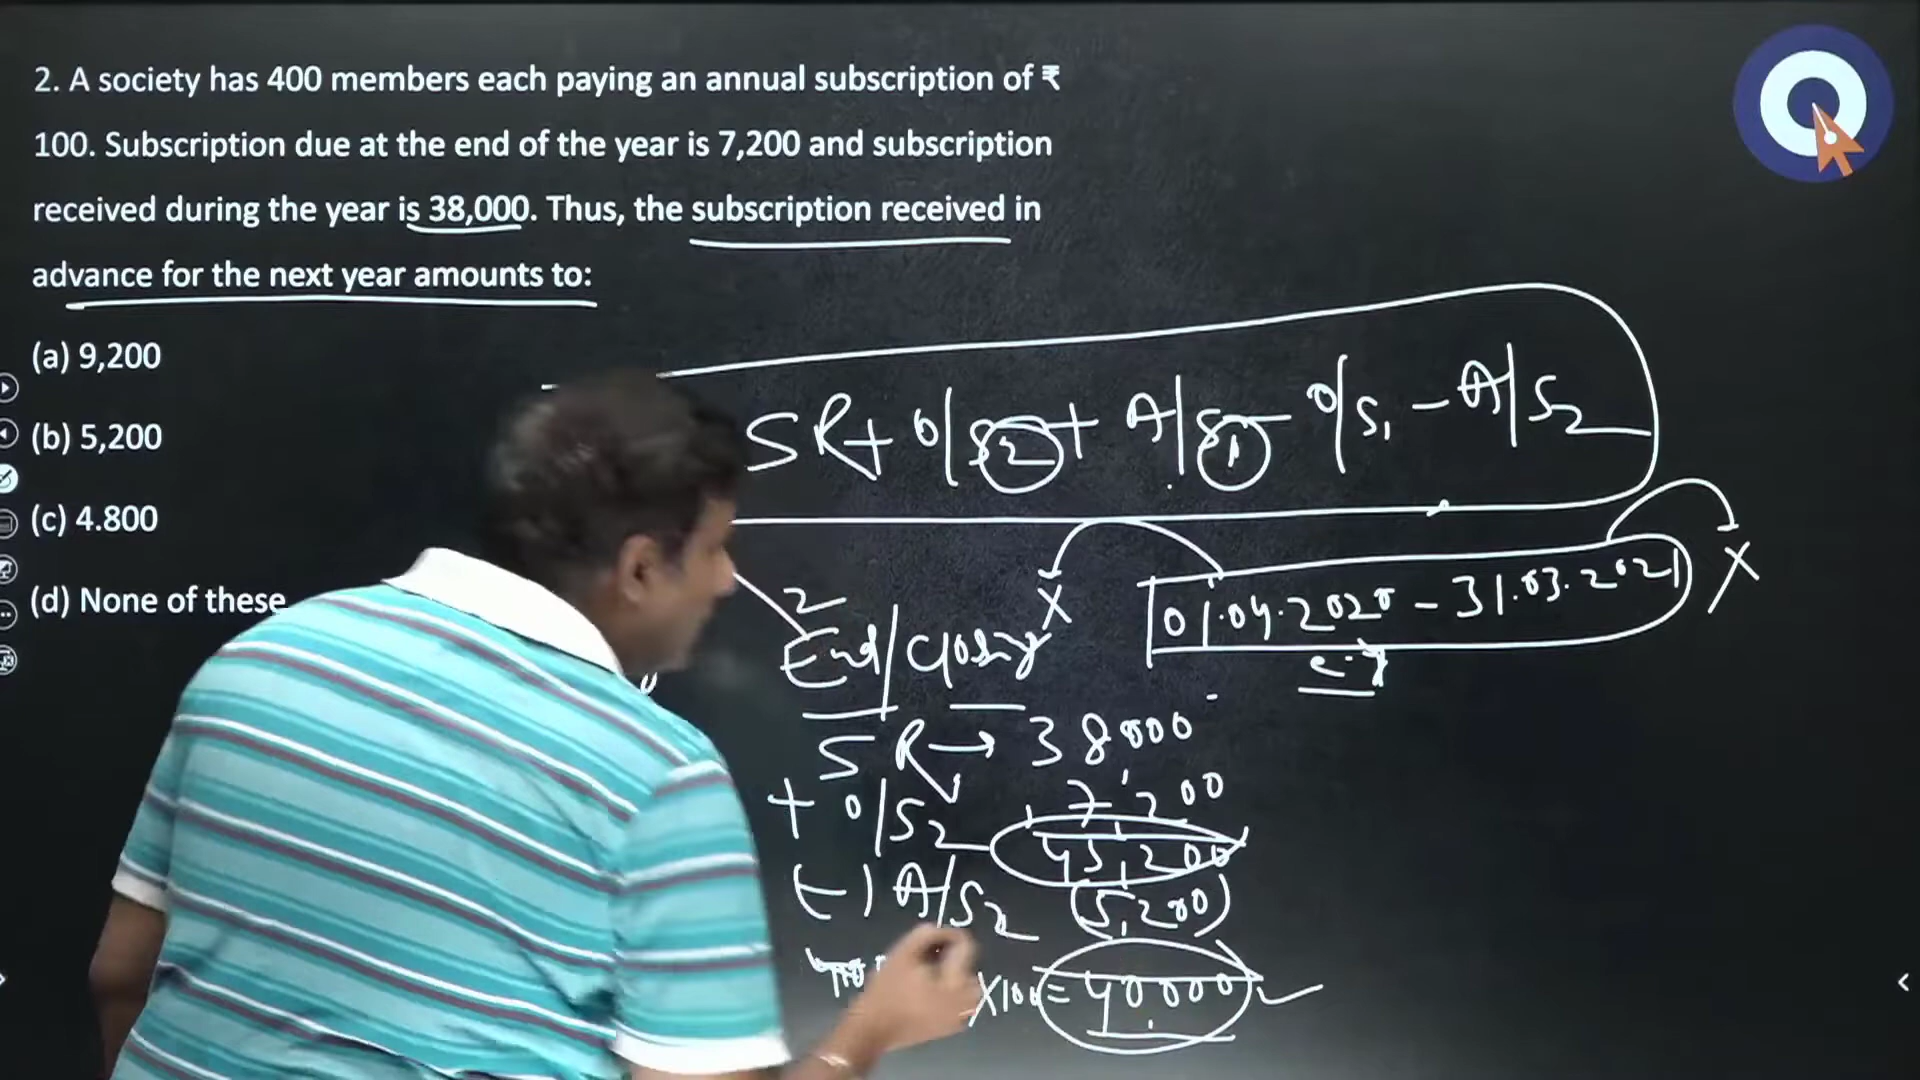 2. A society has 400 members each paying an annual subscription of ₹
100. Subscription due at the end of the year is 7,200 and subscription
received during the year is 38,000. Thus, the subscription received in
advance for the next year amounts to:
(a) 9,200
(b) 5,200
(c) 4.800
(d) None of these
SR + O/S2 + A/S1 - O/S1 - A/S2
X
01.04.2020 - 31.03.2021
X
2
End/Closing
C.Y
SR → 38,000
+ O/S2 7,200
45,200
(-) A/S2 (5,200)
X100 = 40,000